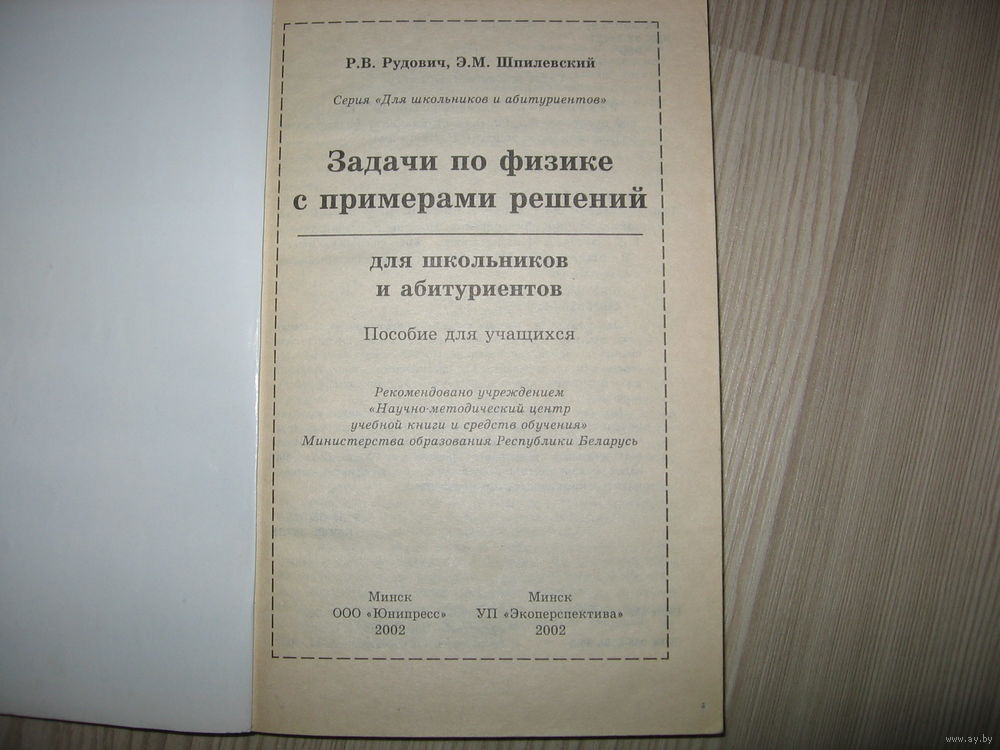 Р.В. Рудович, Э.М. Шпилевский
Серия «Для школьников и абитуриентов»
Задачи по физике
с примерами решений
для школьников
и абитуриентов
Пособие для учащихся
Рекомендовано учреждением
«Научно-методический центр
учебной книги и средств обучения»
Министерства образования Республики Беларусь
Минск
ООО «Юнипресс»
2002
Минск
УП «Экоперспектива»
2002
www.ay.by